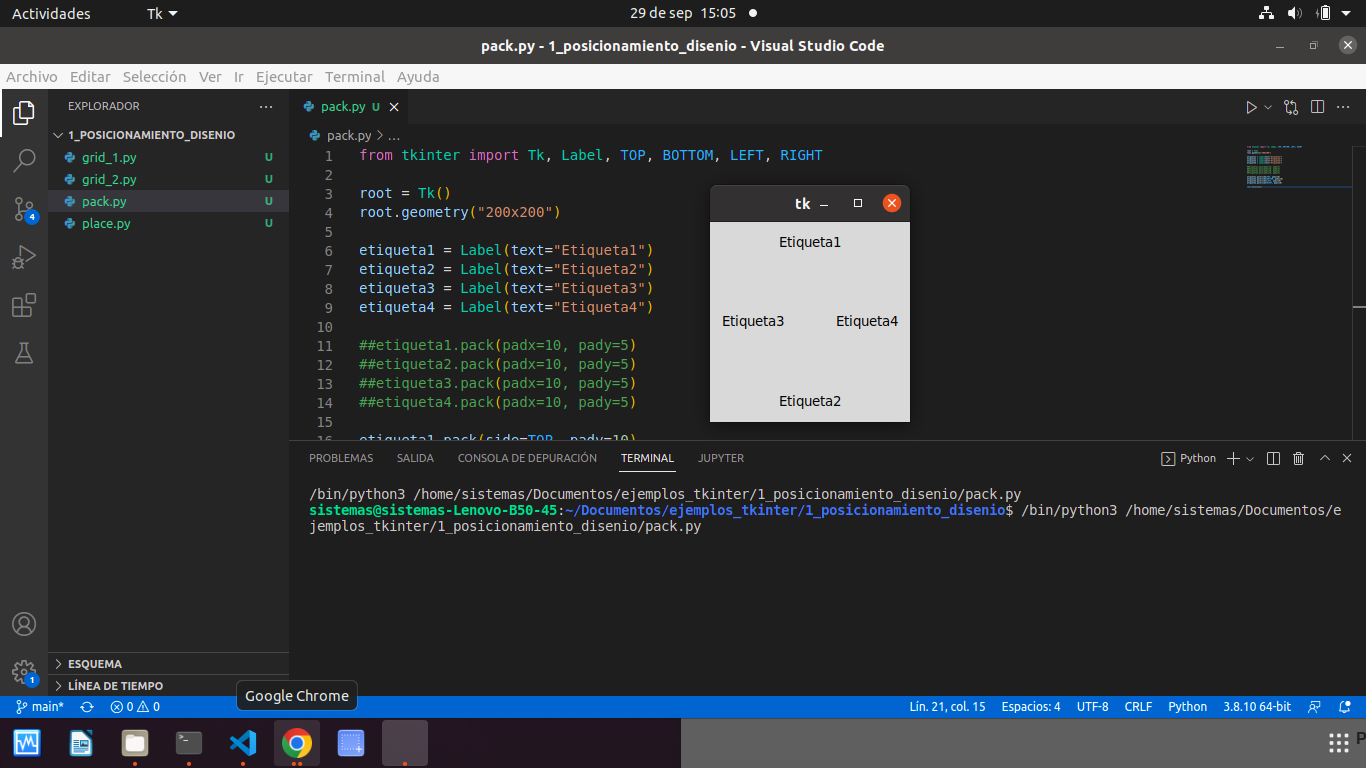 Actividades
Tk
29 de sep 15:05
pack.py - 1_posicionamiento_disenio - Visual Studio Code
Archivo Editar Selección Ver Ir Ejecutar Terminal Ayuda
EXPLORADOR
1_POSICIONAMIENTO_DISENIO
grid_1.py U
grid_2.py U
pack.py U
place.py U
4
ESQUEMA
LÍNEA DE TIEMPO
1
pack.py U
pack.py > ...
1 from tkinter import Tk, Label, TOP, BOTTOM, LEFT, RIGHT
2
3 root = Tk()
4 root.geometry("200x200")
5
6 etiqueta1 = Label(text="Etiqueta1")
7 etiqueta2 = Label(text="Etiqueta2")
8 etiqueta3 = Label(text="Etiqueta3")
9 etiqueta4 = Label(text="Etiqueta4")
10
11 ##etiqueta1.pack(padx=10, pady=5)
12 ##etiqueta2.pack(padx=10, pady=5)
13 ##etiqueta3.pack(padx=10, pady=5)
14 ##etiqueta4.pack(padx=10, pady=5)
15
16 etiqueta1.pack(side=TOP, pady=10)
tk
Etiqueta1
Etiqueta3 Etiqueta4
Etiqueta2
PROBLEMAS SALIDA CONSOLA DE DEPURACIÓN TERMINAL JUPYTER
Python
/bin/python3 /home/sistemas/Documentos/ejemplos_tkinter/1_posicionamiento_disenio/pack.py
sistemas@sistemas-Lenovo-B50-45:~/Documentos/ejemplos_tkinter/1_posicionamiento_disenio$ /bin/python3 /home/sistemas/Documentos/e
jemplos_tkinter/1_posicionamiento_disenio/pack.py
Google Chrome
main* 0 0
Lín. 21, col. 15 Espacios: 4 UTF-8 CRLF Python 3.8.10 64-bit
P